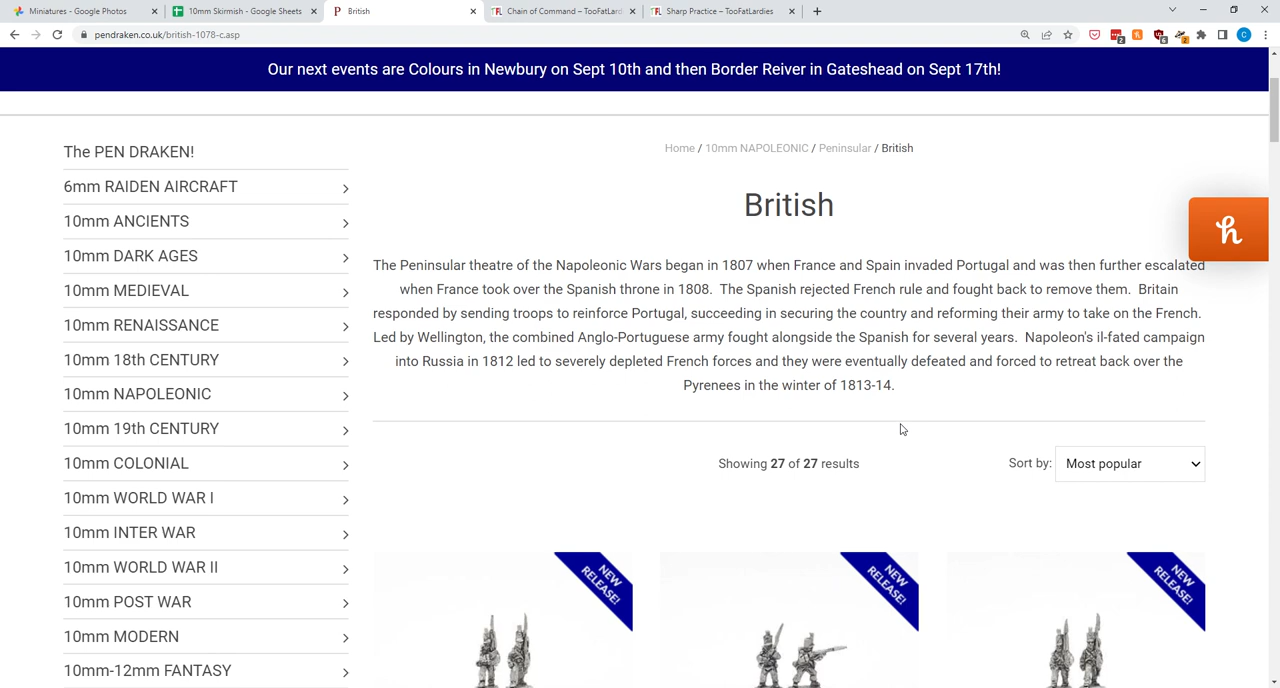 Miniatures - Google Photos
10mm Skirmish - Google Sheets
British
Chain of Command – TooFatLard
Sharp Practice – TooFatLardies
pendraken.co.uk/british-1078-c.asp
Our next events are Colours in Newbury on Sept 10th and then Border Reiver in Gateshead on Sept 17th!
The PEN DRAKEN!
6mm RAIDEN AIRCRAFT
10mm ANCIENTS
10mm DARK AGES
10mm MEDIEVAL
10mm RENAISSANCE
10mm 18th CENTURY
10mm NAPOLEONIC
10mm 19th CENTURY
10mm COLONIAL
10mm WORLD WAR I
10mm INTER WAR
10mm WORLD WAR II
10mm POST WAR
10mm MODERN
10mm-12mm FANTASY
Home / 10mm NAPOLEONIC / Peninsular / British
British
The Peninsular theatre of the Napoleonic Wars began in 1807 when France and Spain invaded Portugal and was then further escalated
when France took over the Spanish throne in 1808. The Spanish rejected French rule and fought back to remove them. Britain
responded by sending troops to reinforce Portugal, succeeding in securing the country and reforming their army to take on the French.
Led by Wellington, the combined Anglo-Portuguese army fought alongside the Spanish for several years. Napoleon's il-fated campaign
into Russia in 1812 led to severely depleted French forces and they were eventually defeated and forced to retreat back over the
Pyrenees in the winter of 1813-14.
Showing 27 of 27 results
Sort by: Most popular
NEW
RELEASE!
NEW
RELEASE!
NEW
RELEASE!